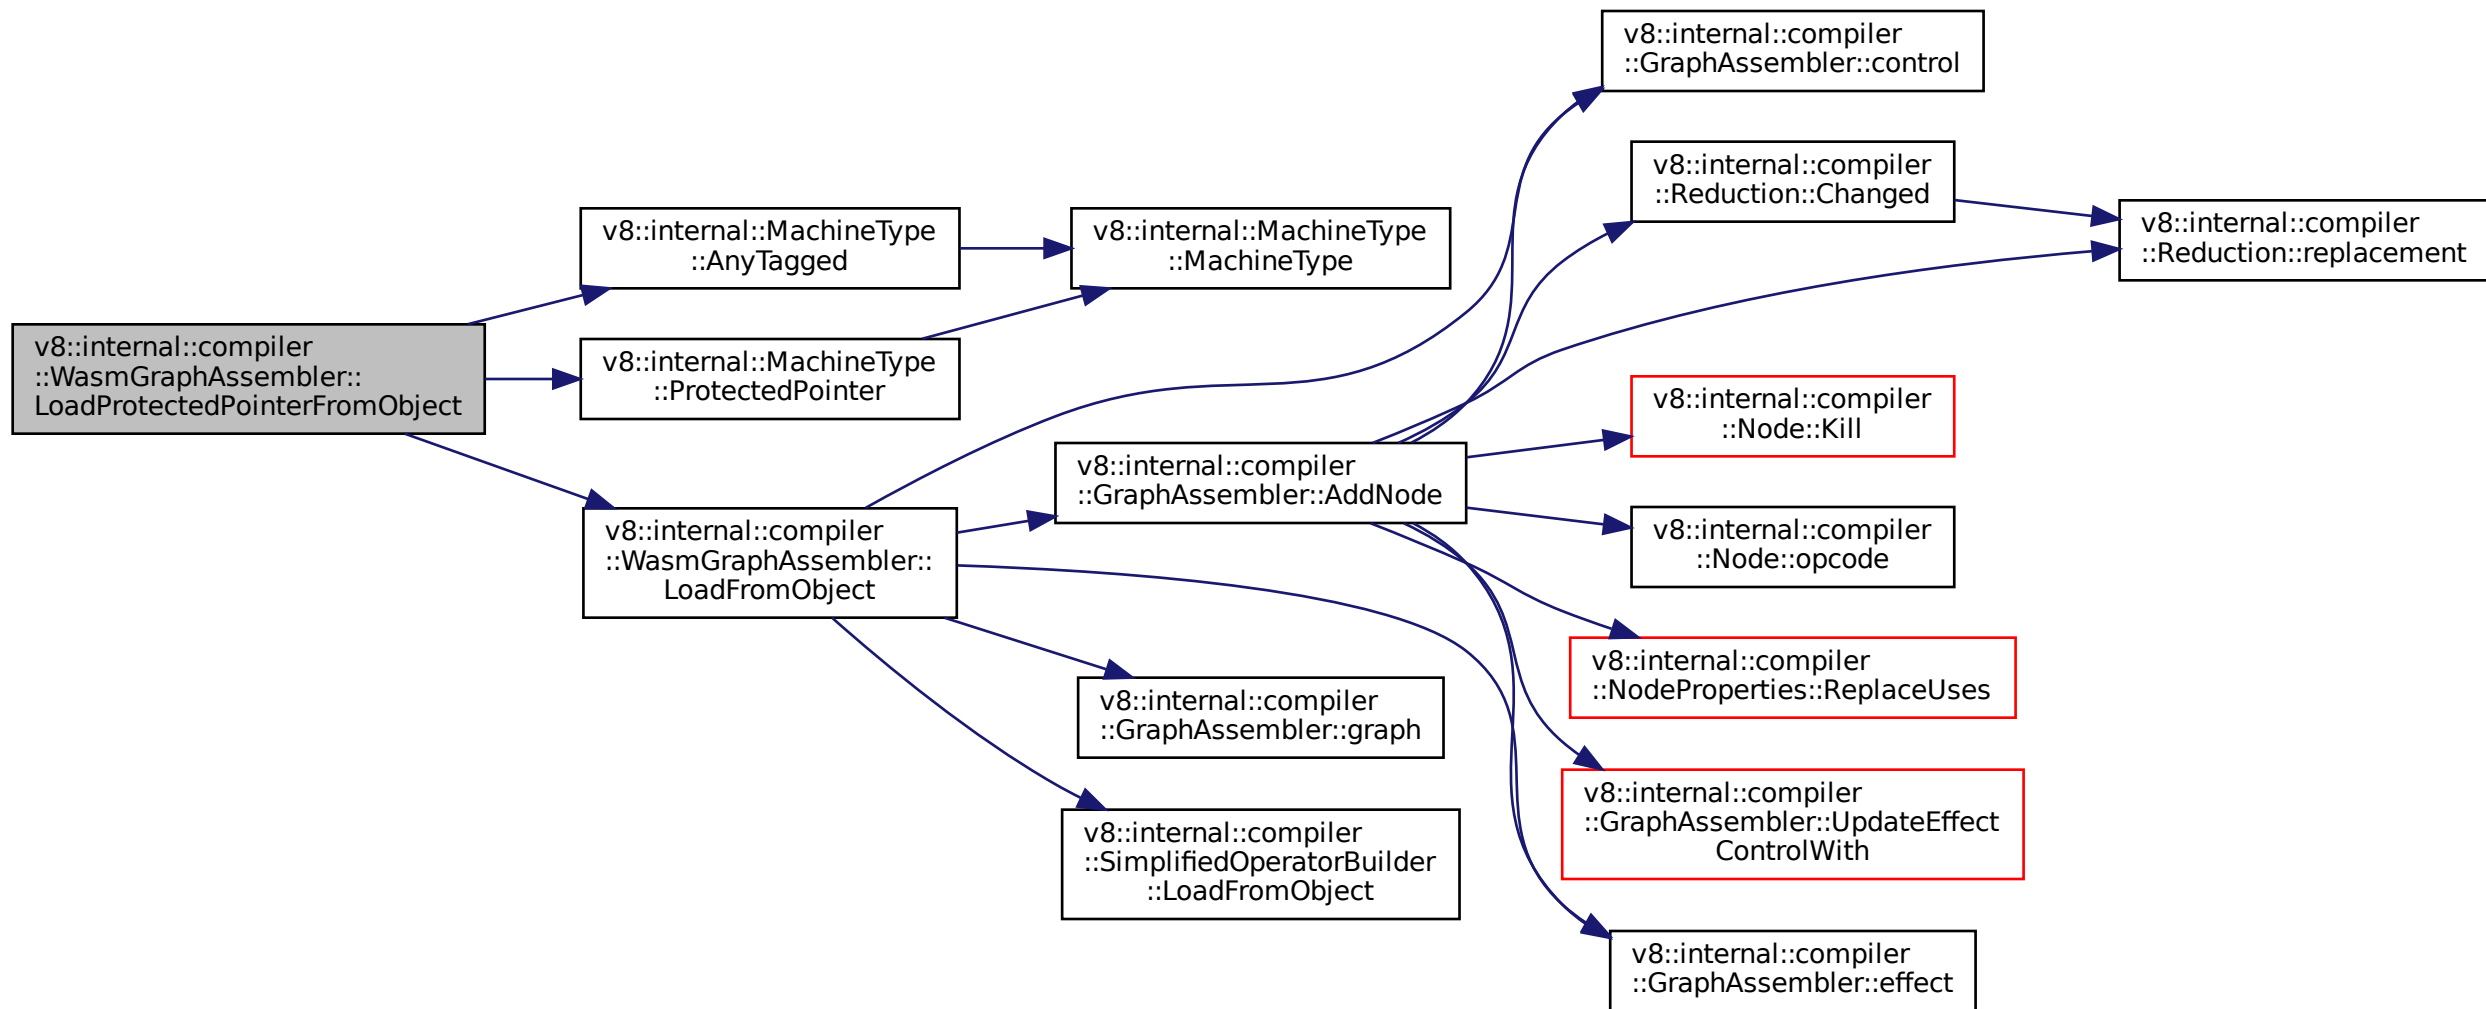 v8::internal::compiler
::WasmGraphAssembler::
LoadProtectedPointerFromObject
v8::internal::MachineType
::AnyTagged
v8::internal::MachineType
::ProtectedPointer
v8::internal::compiler
::WasmGraphAssembler::
LoadFromObject
v8::internal::MachineType
::MachineType
v8::internal::compiler
::GraphAssembler::AddNode
v8::internal::compiler
::GraphAssembler::graph
v8::internal::compiler
::SimplifiedOperatorBuilder
::LoadFromObject
v8::internal::compiler
::GraphAssembler::control
v8::internal::compiler
::Reduction::Changed
v8::internal::compiler
::Node::Kill
v8::internal::compiler
::Node::opcode
v8::internal::compiler
::NodeProperties::ReplaceUses
v8::internal::compiler
::GraphAssembler::UpdateEffect
ControlWith
v8::internal::compiler
::GraphAssembler::effect
v8::internal::compiler
::Reduction::replacement